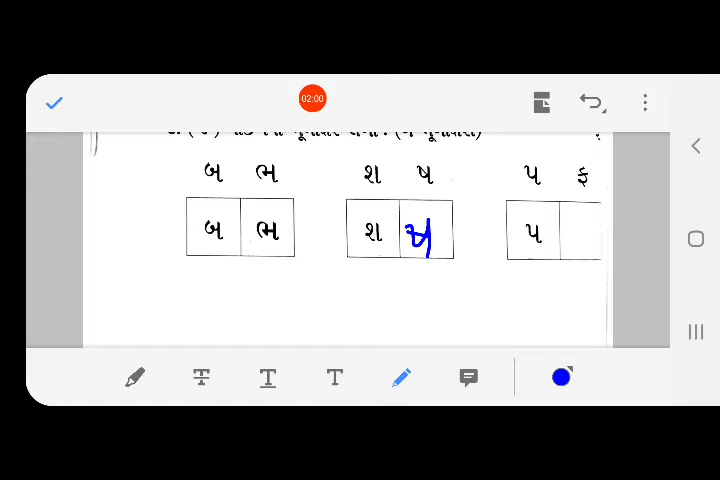 02:00
બ ભ શ ષ પ ફ
બ ભ શ ષ પ
T T T